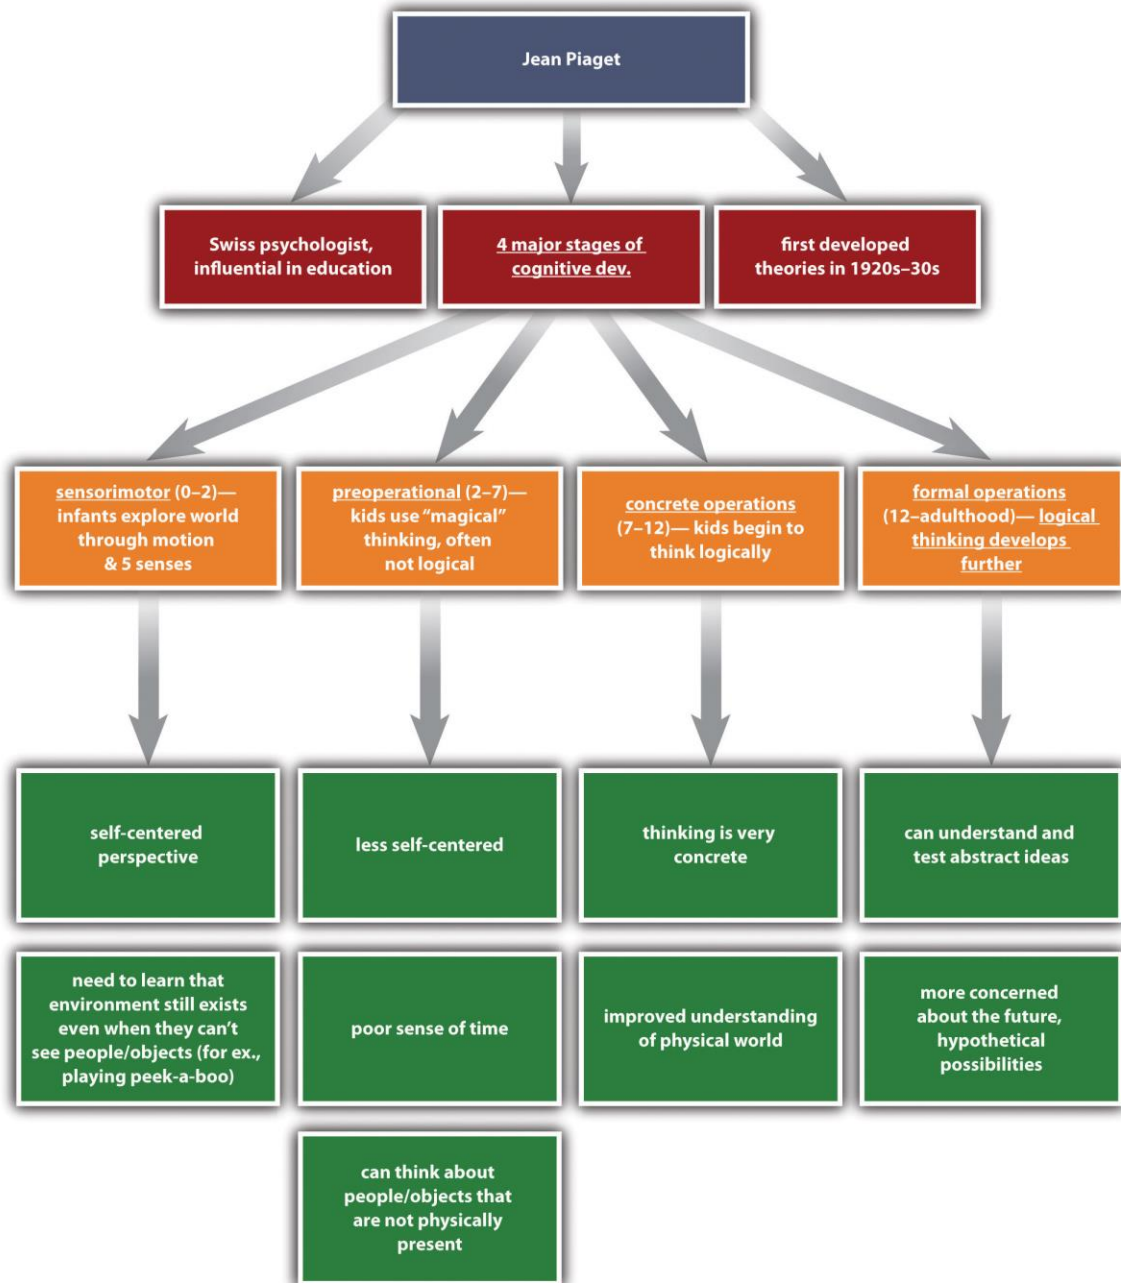 Jean Piaget
Swiss psychologist,
influential in education
4 major stages of
cognitive dev.
first developed
theories in 1920s–30s
sensorimotor (0–2)—
infants explore world
through motion
& 5 senses
preoperational (2–7)—
kids use “magical”
thinking, often
not logical
concrete operations
(7–12)— kids begin to
think logically
formal operations
(12–adulthood)— logical
thinking develops
further
self-centered
perspective
less self-centered
thinking is very
concrete
can understand and
test abstract ideas
need to learn that
environment still exists
even when they can’t
see people/objects (for ex.,
playing peek-a-boo)
poor sense of time
improved understanding
of physical world
more concerned
about the future,
hypothetical
possibilities
can think about
people/objects that
are not physically
present